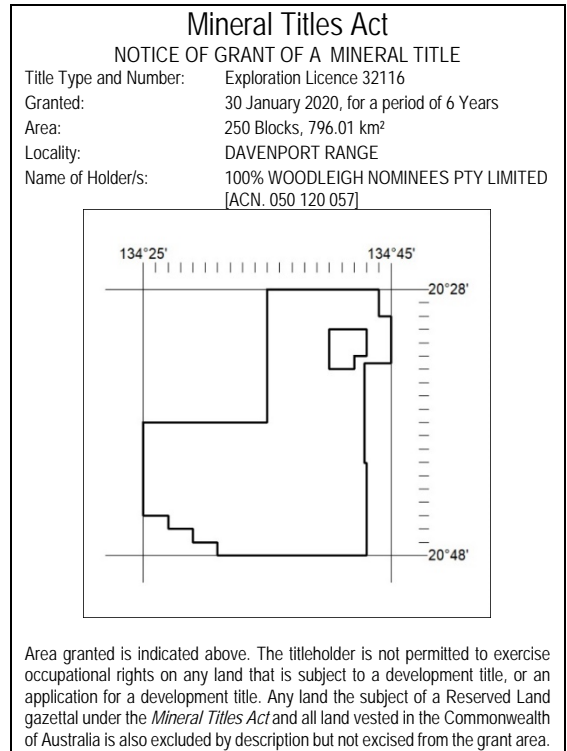 Mineral Titles Act
NOTICE OF GRANT OF A MINERAL TITLE
Title Type and Number: Exploration Licence 32116
Granted: 30 January 2020, for a period of 6 Years
Area: 250 Blocks, 796.01 km²
Locality: DAVENPORT RANGE
Name of Holder/s: 100% WOODLEIGH NOMINEES PTY LIMITED
[ACN. 050 120 057]
134°25' 134°45'
20°28'
20°48'
Area granted is indicated above. The titleholder is not permitted to exercise
occupational rights on any land that is subject to a development title, or an
application for a development title. Any land the subject of a Reserved Land
gazettal under the Mineral Titles Act and all land vested in the Commonwealth
of Australia is also excluded by description but not excised from the grant area.